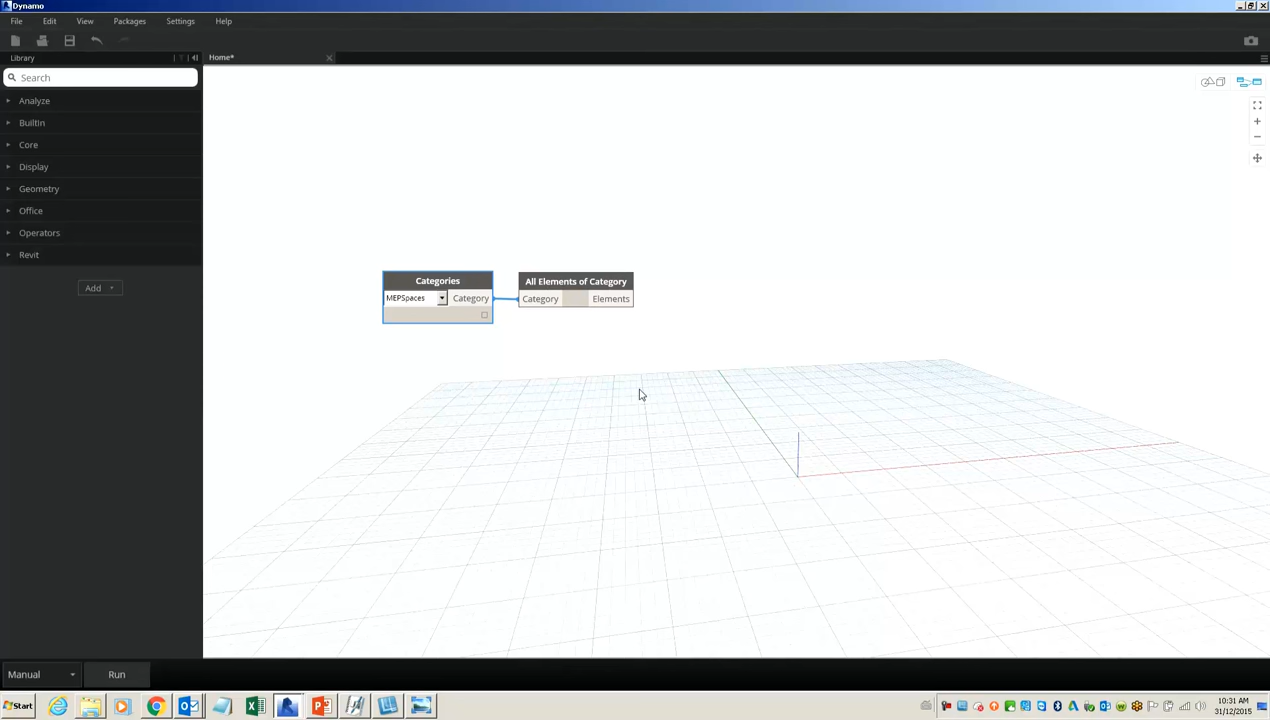 Dynamo
File Edit View Packages Settings Help
Library
Home*
Search
Analyze
BuiltIn
Core
Display
Geometry
Office
Operators
Revit
Add
Categories
MEPSpaces Category
All Elements of Category
Category Elements
Manual Run
Start
10:31 AM
31/12/2015